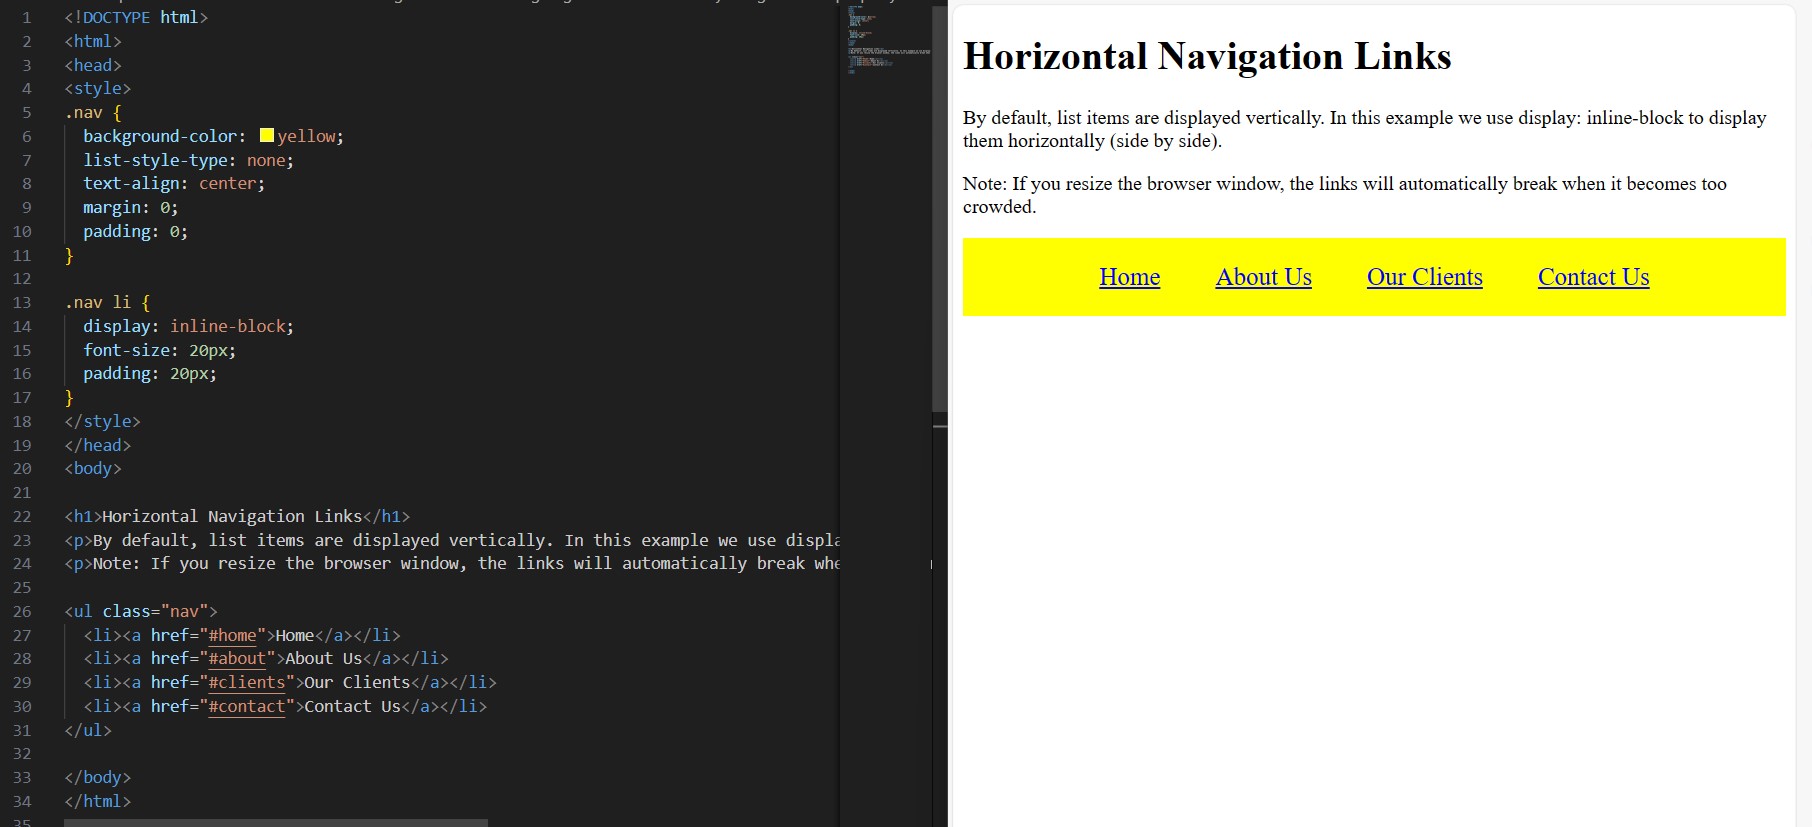 1 <!DOCTYPE html>
2 <html>
3 <head>
4 <style>
5 .nav {
6 background-color: yellow;
7 list-style-type: none;
8 text-align: center;
9 margin: 0;
10 padding: 0;
11 }
12
13 .nav li {
14 display: inline-block;
15 font-size: 20px;
16 padding: 20px;
17 }
18 </style>
19 </head>
20 <body>
21
22 <h1>Horizontal Navigation Links</h1>
23 <p>By default, list items are displayed vertically. In this example we use displa
24 <p>Note: If you resize the browser window, the links will automatically break whe
25
26 <ul class="nav">
27 <li><a href="#home">Home</a></li>
28 <li><a href="#about">About Us</a></li>
29 <li><a href="#clients">Our Clients</a></li>
30 <li><a href="#contact">Contact Us</a></li>
31 </ul>
32
33 </body>
34 </html>
35
Horizontal Navigation Links
By default, list items are displayed vertically. In this example we use display: inline-block to display
them horizontally (side by side).
Note: If you resize the browser window, the links will automatically break when it becomes too
crowded.
Home About Us Our Clients Contact Us